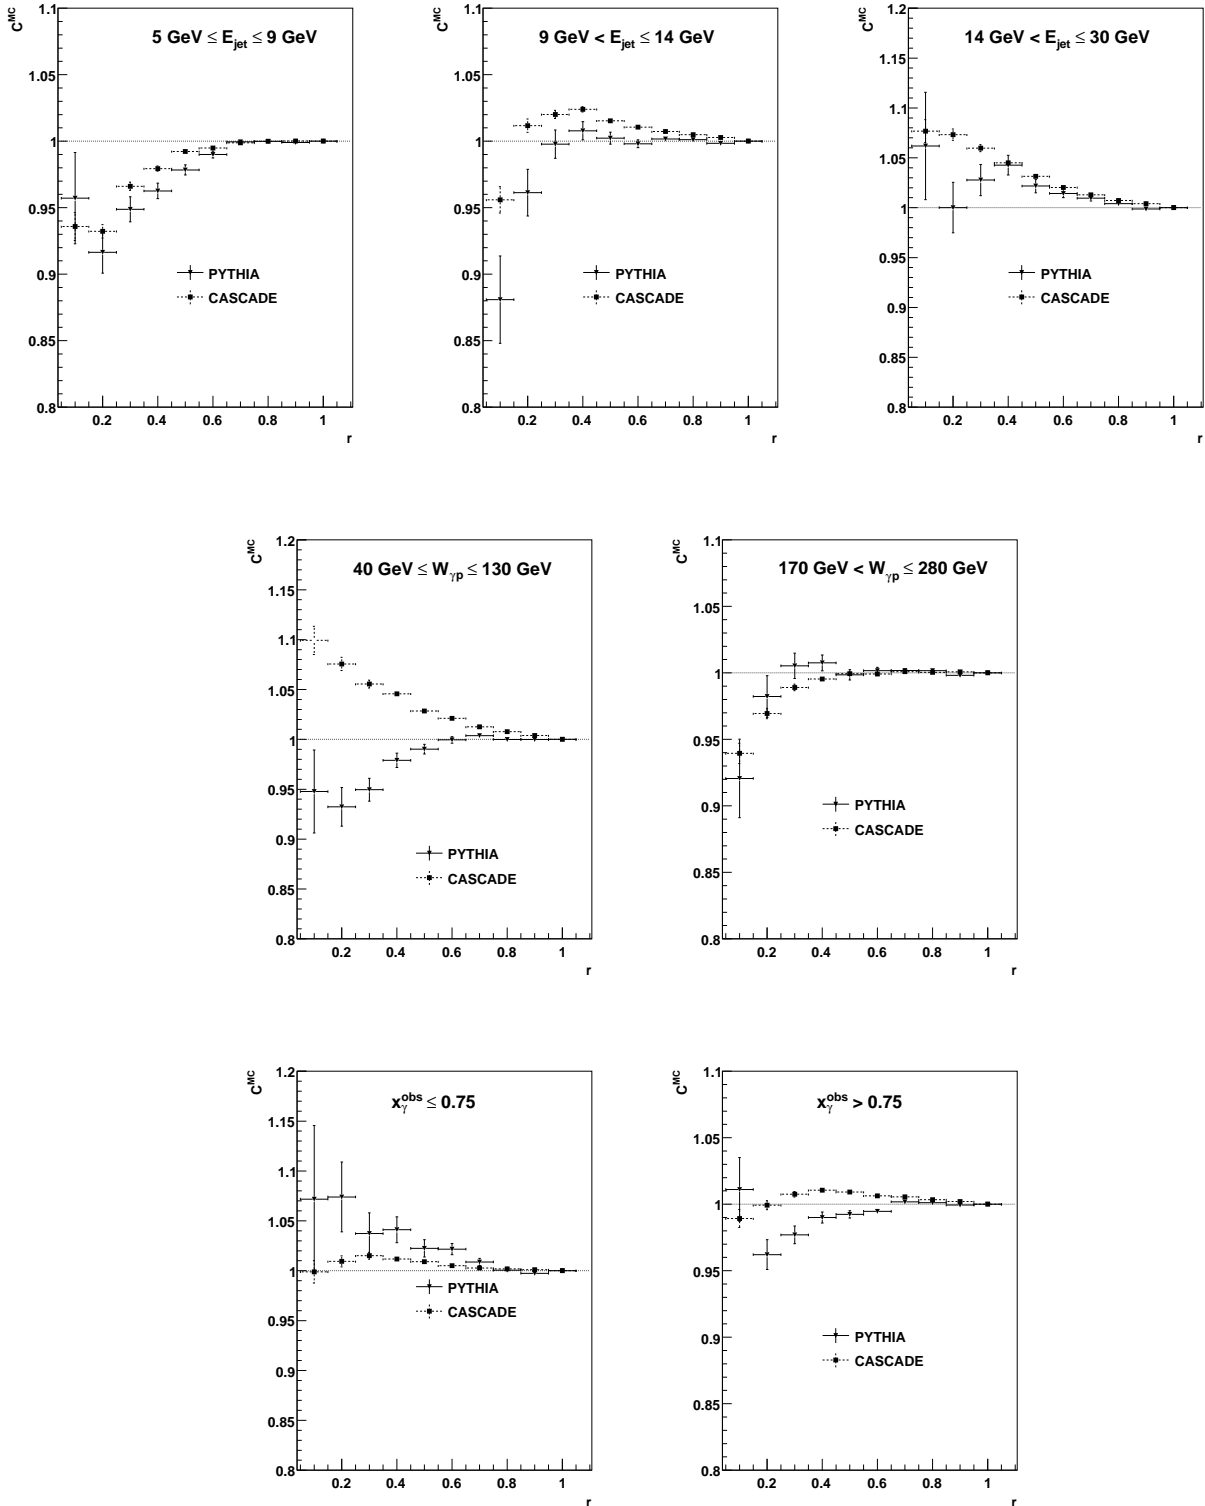 C^MC
5 GeV ≤ E_jet ≤ 9 GeV
1.1
1.05
1
0.95
0.9
0.85
0.8
PYTHIA
CASCADE
0.2 0.4 0.6 0.8 1
r
C^MC
9 GeV < E_jet ≤ 14 GeV
1.1
1.05
1
0.95
0.9
0.85
0.8
PYTHIA
CASCADE
0.2 0.4 0.6 0.8 1
r
C^MC
14 GeV < E_jet ≤ 30 GeV
1.2
1.15
1.1
1.05
1
0.95
0.9
0.85
0.8
PYTHIA
CASCADE
0.2 0.4 0.6 0.8 1
r
C^MC
40 GeV ≤ W_γp ≤ 130 GeV
1.2
1.15
1.1
1.05
1
0.95
0.9
0.85
0.8
PYTHIA
CASCADE
0.2 0.4 0.6 0.8 1
r
C^MC
170 GeV < W_γp ≤ 280 GeV
1.1
1.05
1
0.95
0.9
0.85
0.8
PYTHIA
CASCADE
0.2 0.4 0.6 0.8 1
r
C^MC
x_γ^obs ≤ 0.75
1.2
1.15
1.1
1.05
1
0.95
0.9
0.85
0.8
PYTHIA
CASCADE
0.2 0.4 0.6 0.8 1
r
C^MC
x_γ^obs > 0.75
1.1
1.05
1
0.95
0.9
0.85
0.8
PYTHIA
CASCADE
0.2 0.4 0.6 0.8 1
r